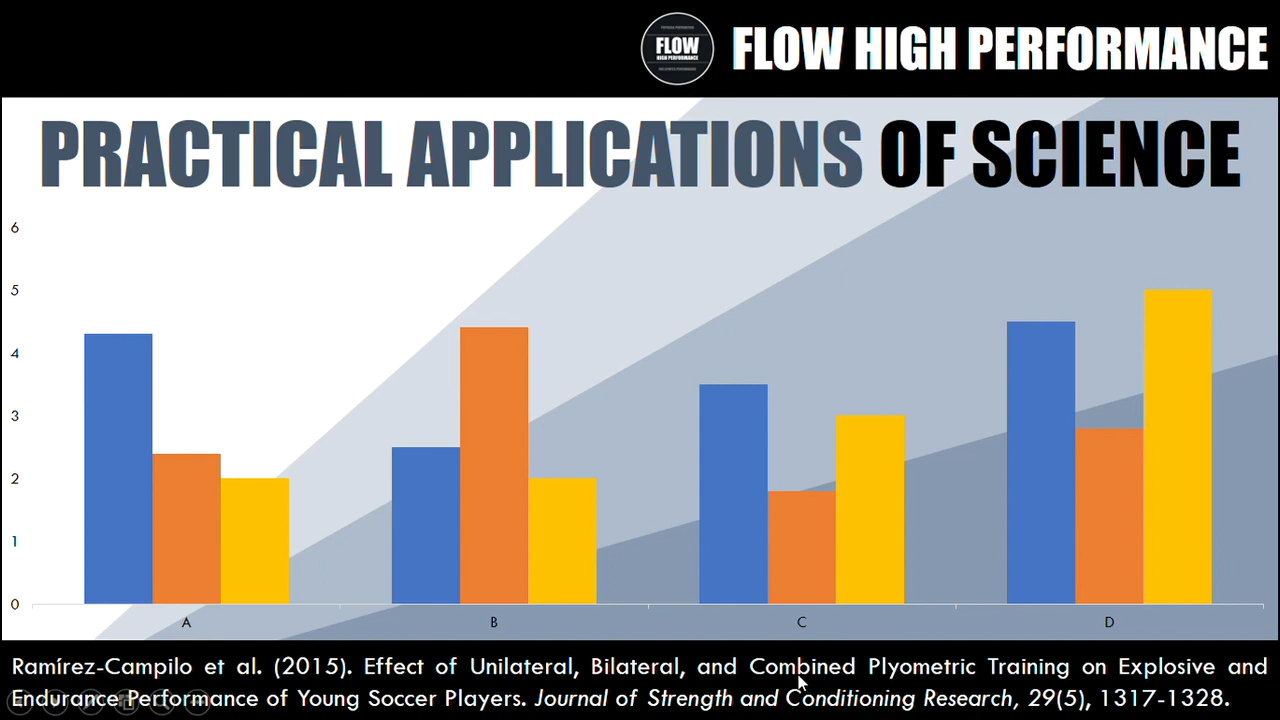 FLOW
HIGH PERFORMANCE
FLOW HIGH PERFORMANCE
PRACTICAL APPLICATIONS OF SCIENCE
6
5
4
3
2
1
0
A B C D
Ramírez-Campilo et al. (2015). Effect of Unilateral, Bilateral, and Combined Plyometric Training on Explosive and
Endurance Performance of Young Soccer Players. Journal of Strength and Conditioning Research, 29(5), 1317-1328.